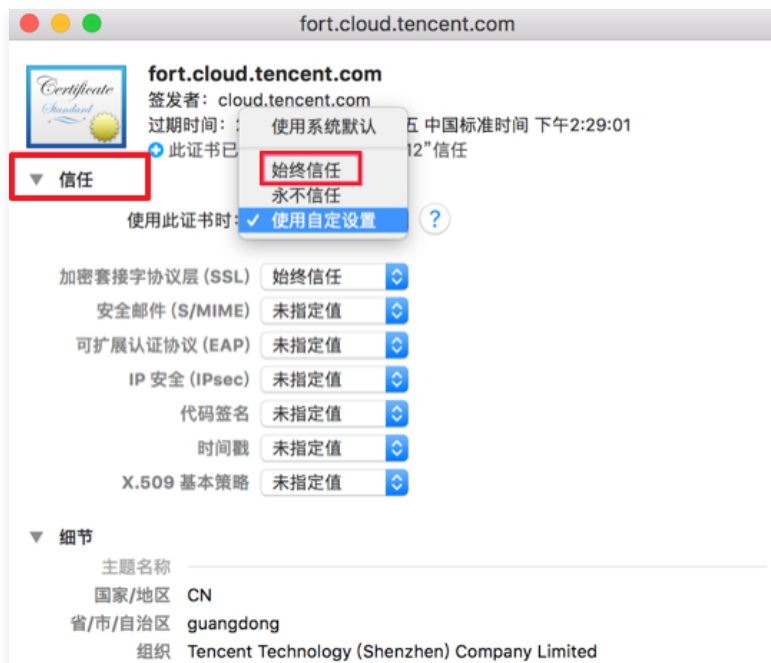 fort.cloud.tencent.com
Certificate
Standard
fort.cloud.tencent.com
签发者：cloud.tencent.com
过期时间： 五 中国标准时间 下午2:29:01
此证书已 12”信任
使用系统默认
始终信任
永不信任
✓ 使用自定设置
▼ 信任
使用此证书时：
?
加密套接字协议层 (SSL) 始终信任
安全邮件 (S/MIME) 未指定值
可扩展认证协议 (EAP) 未指定值
IP 安全 (IPsec) 未指定值
代码签名 未指定值
时间戳 未指定值
X.509 基本策略 未指定值
▼ 细节
主题名称
国家/地区 CN
省/市/自治区 guangdong
组织 Tencent Technology (Shenzhen) Company Limited